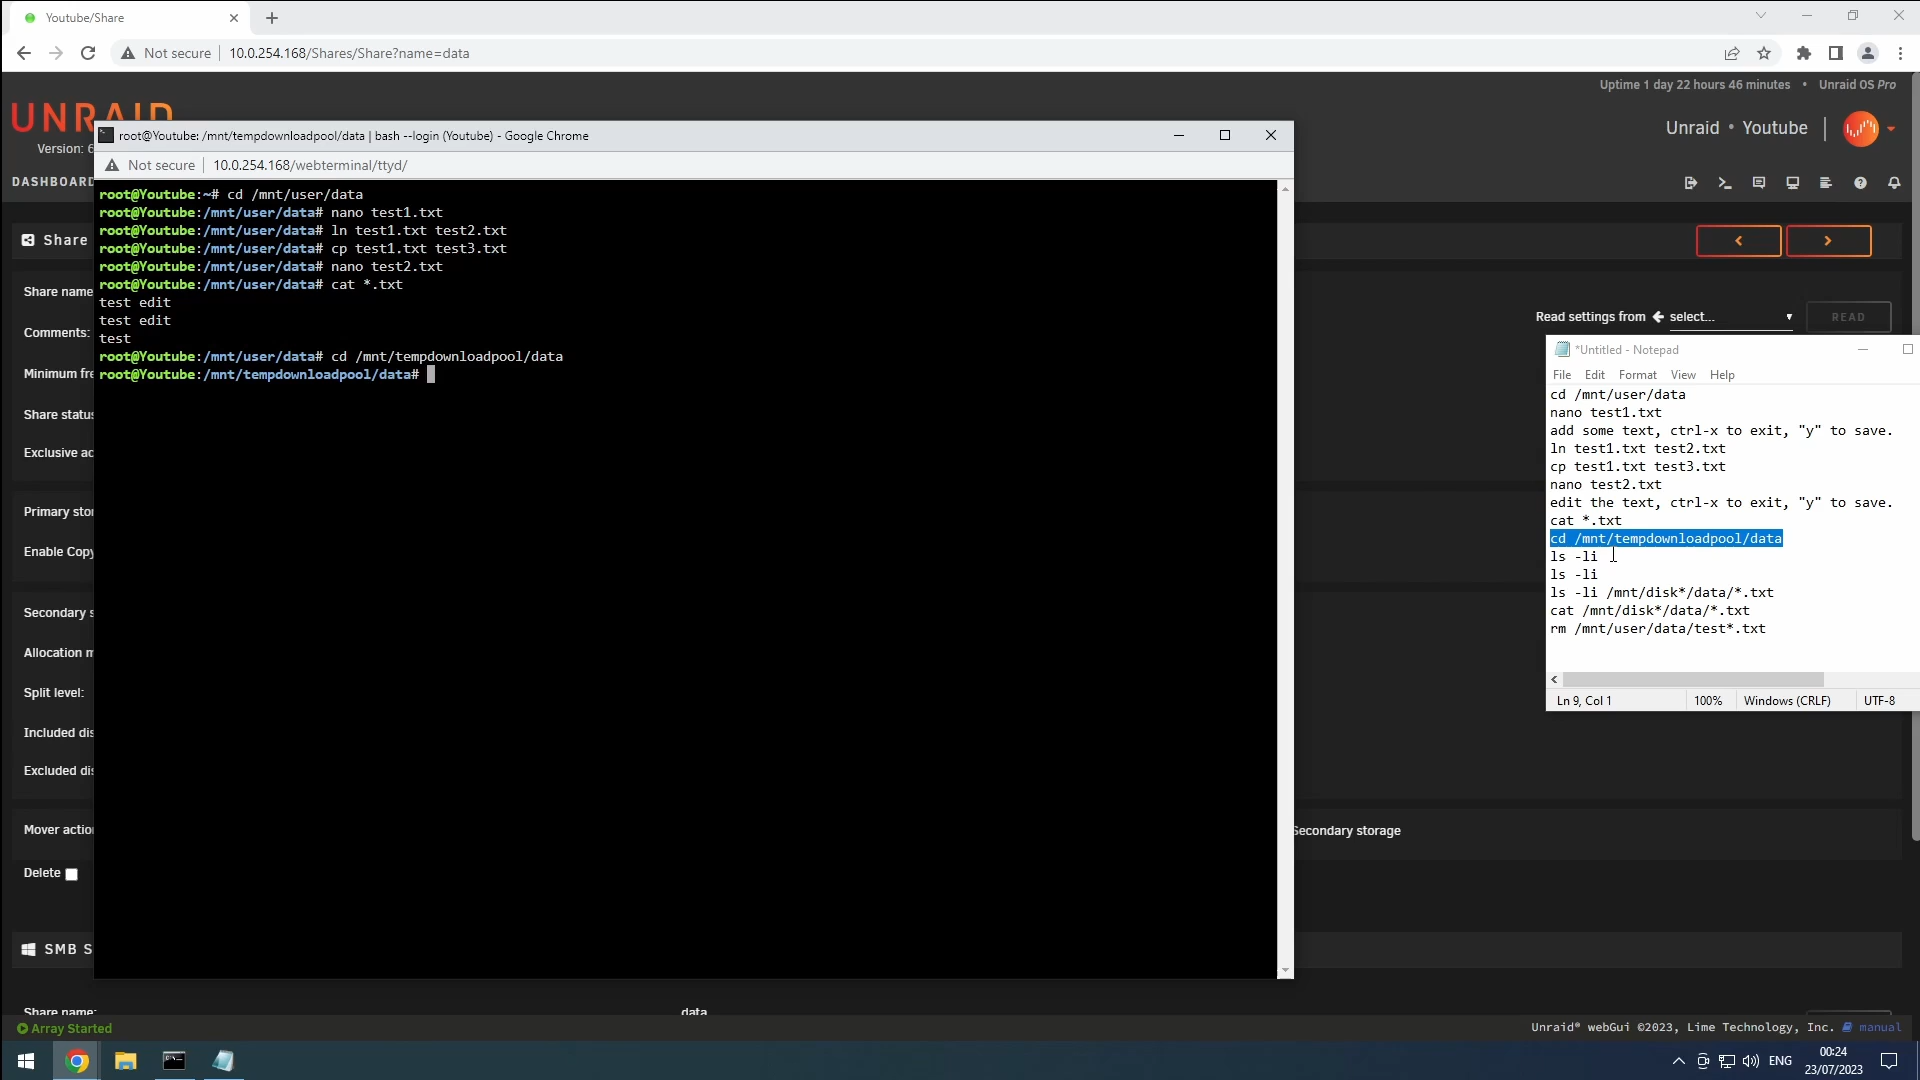 Youtube/Share
Not secure
10.0.254.168/Shares/Share?name=data
Uptime 1 day 22 hours 46 minutes • Unraid OS Pro
UNRAID
Version: 6
Unraid • Youtube
DASHBOARD
root@Youtube: /mnt/tempdownloadpool/data | bash --login (Youtube) - Google Chrome
Not secure
10.0.254.168/webterminal/ttyd/
root@Youtube:~# cd /mnt/user/data
root@Youtube:/mnt/user/data# nano test1.txt
root@Youtube:/mnt/user/data# ln test1.txt test2.txt
root@Youtube:/mnt/user/data# cp test1.txt test3.txt
root@Youtube:/mnt/user/data# nano test2.txt
root@Youtube:/mnt/user/data# cat *.txt
test edit
test edit
test
root@Youtube:/mnt/user/data# cd /mnt/tempdownloadpool/data
root@Youtube:/mnt/tempdownloadpool/data#
Share
Share name
Comments:
Minimum fre
Share status
Exclusive ac
Primary stor
Enable Copy
Secondary s
Allocation m
Split level:
Included dis
Excluded dis
Mover action
Secondary storage
Delete
SMB S
Share name:
data
Read settings from
select...
READ
*Untitled - Notepad
File Edit Format View Help
cd /mnt/user/data
nano test1.txt
add some text, ctrl-x to exit, "y" to save.
ln test1.txt test2.txt
cp test1.txt test3.txt
nano test2.txt
edit the text, ctrl-x to exit, "y" to save.
cat *.txt
cd /mnt/tempdownloadpool/data
ls -li
ls -li
ls -li /mnt/disk*/data/*.txt
cat /mnt/disk*/data/*.txt
rm /mnt/user/data/test*.txt
Ln 9, Col 1
100%
Windows (CRLF)
UTF-8
Array Started
Unraid® webGui ©2023, Lime Technology, Inc. manual
ENG
00:24
23/07/2023